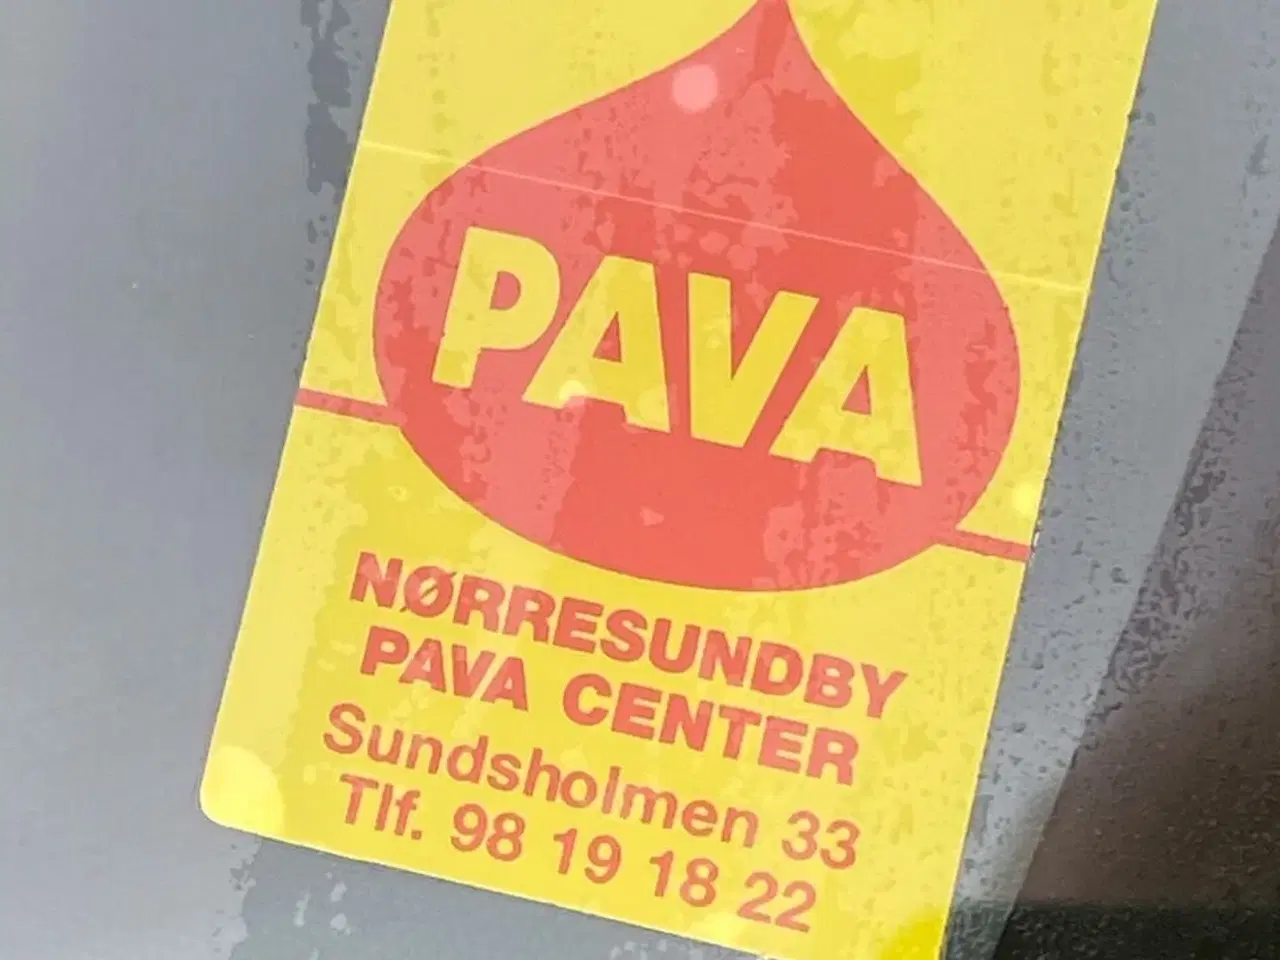 PAVA
NØRRESUNDBY
PAVA CENTER
Sundsholmen 33
Tlf. 98 19 18 22